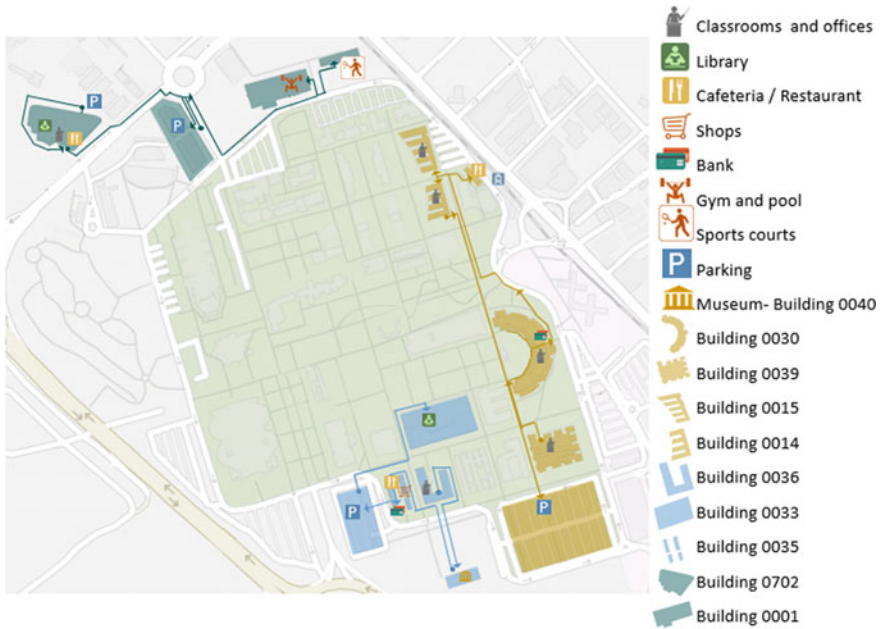 Classrooms and offices
Library
Cafeteria / Restaurant
Shops
Bank
Gym and pool
Sports courts
P Parking
Museum- Building 0040
Building 0030
Building 0039
Building 0015
Building 0014
Building 0036
Building 0033
Building 0035
Building 0702
Building 0001
P
P
P
P